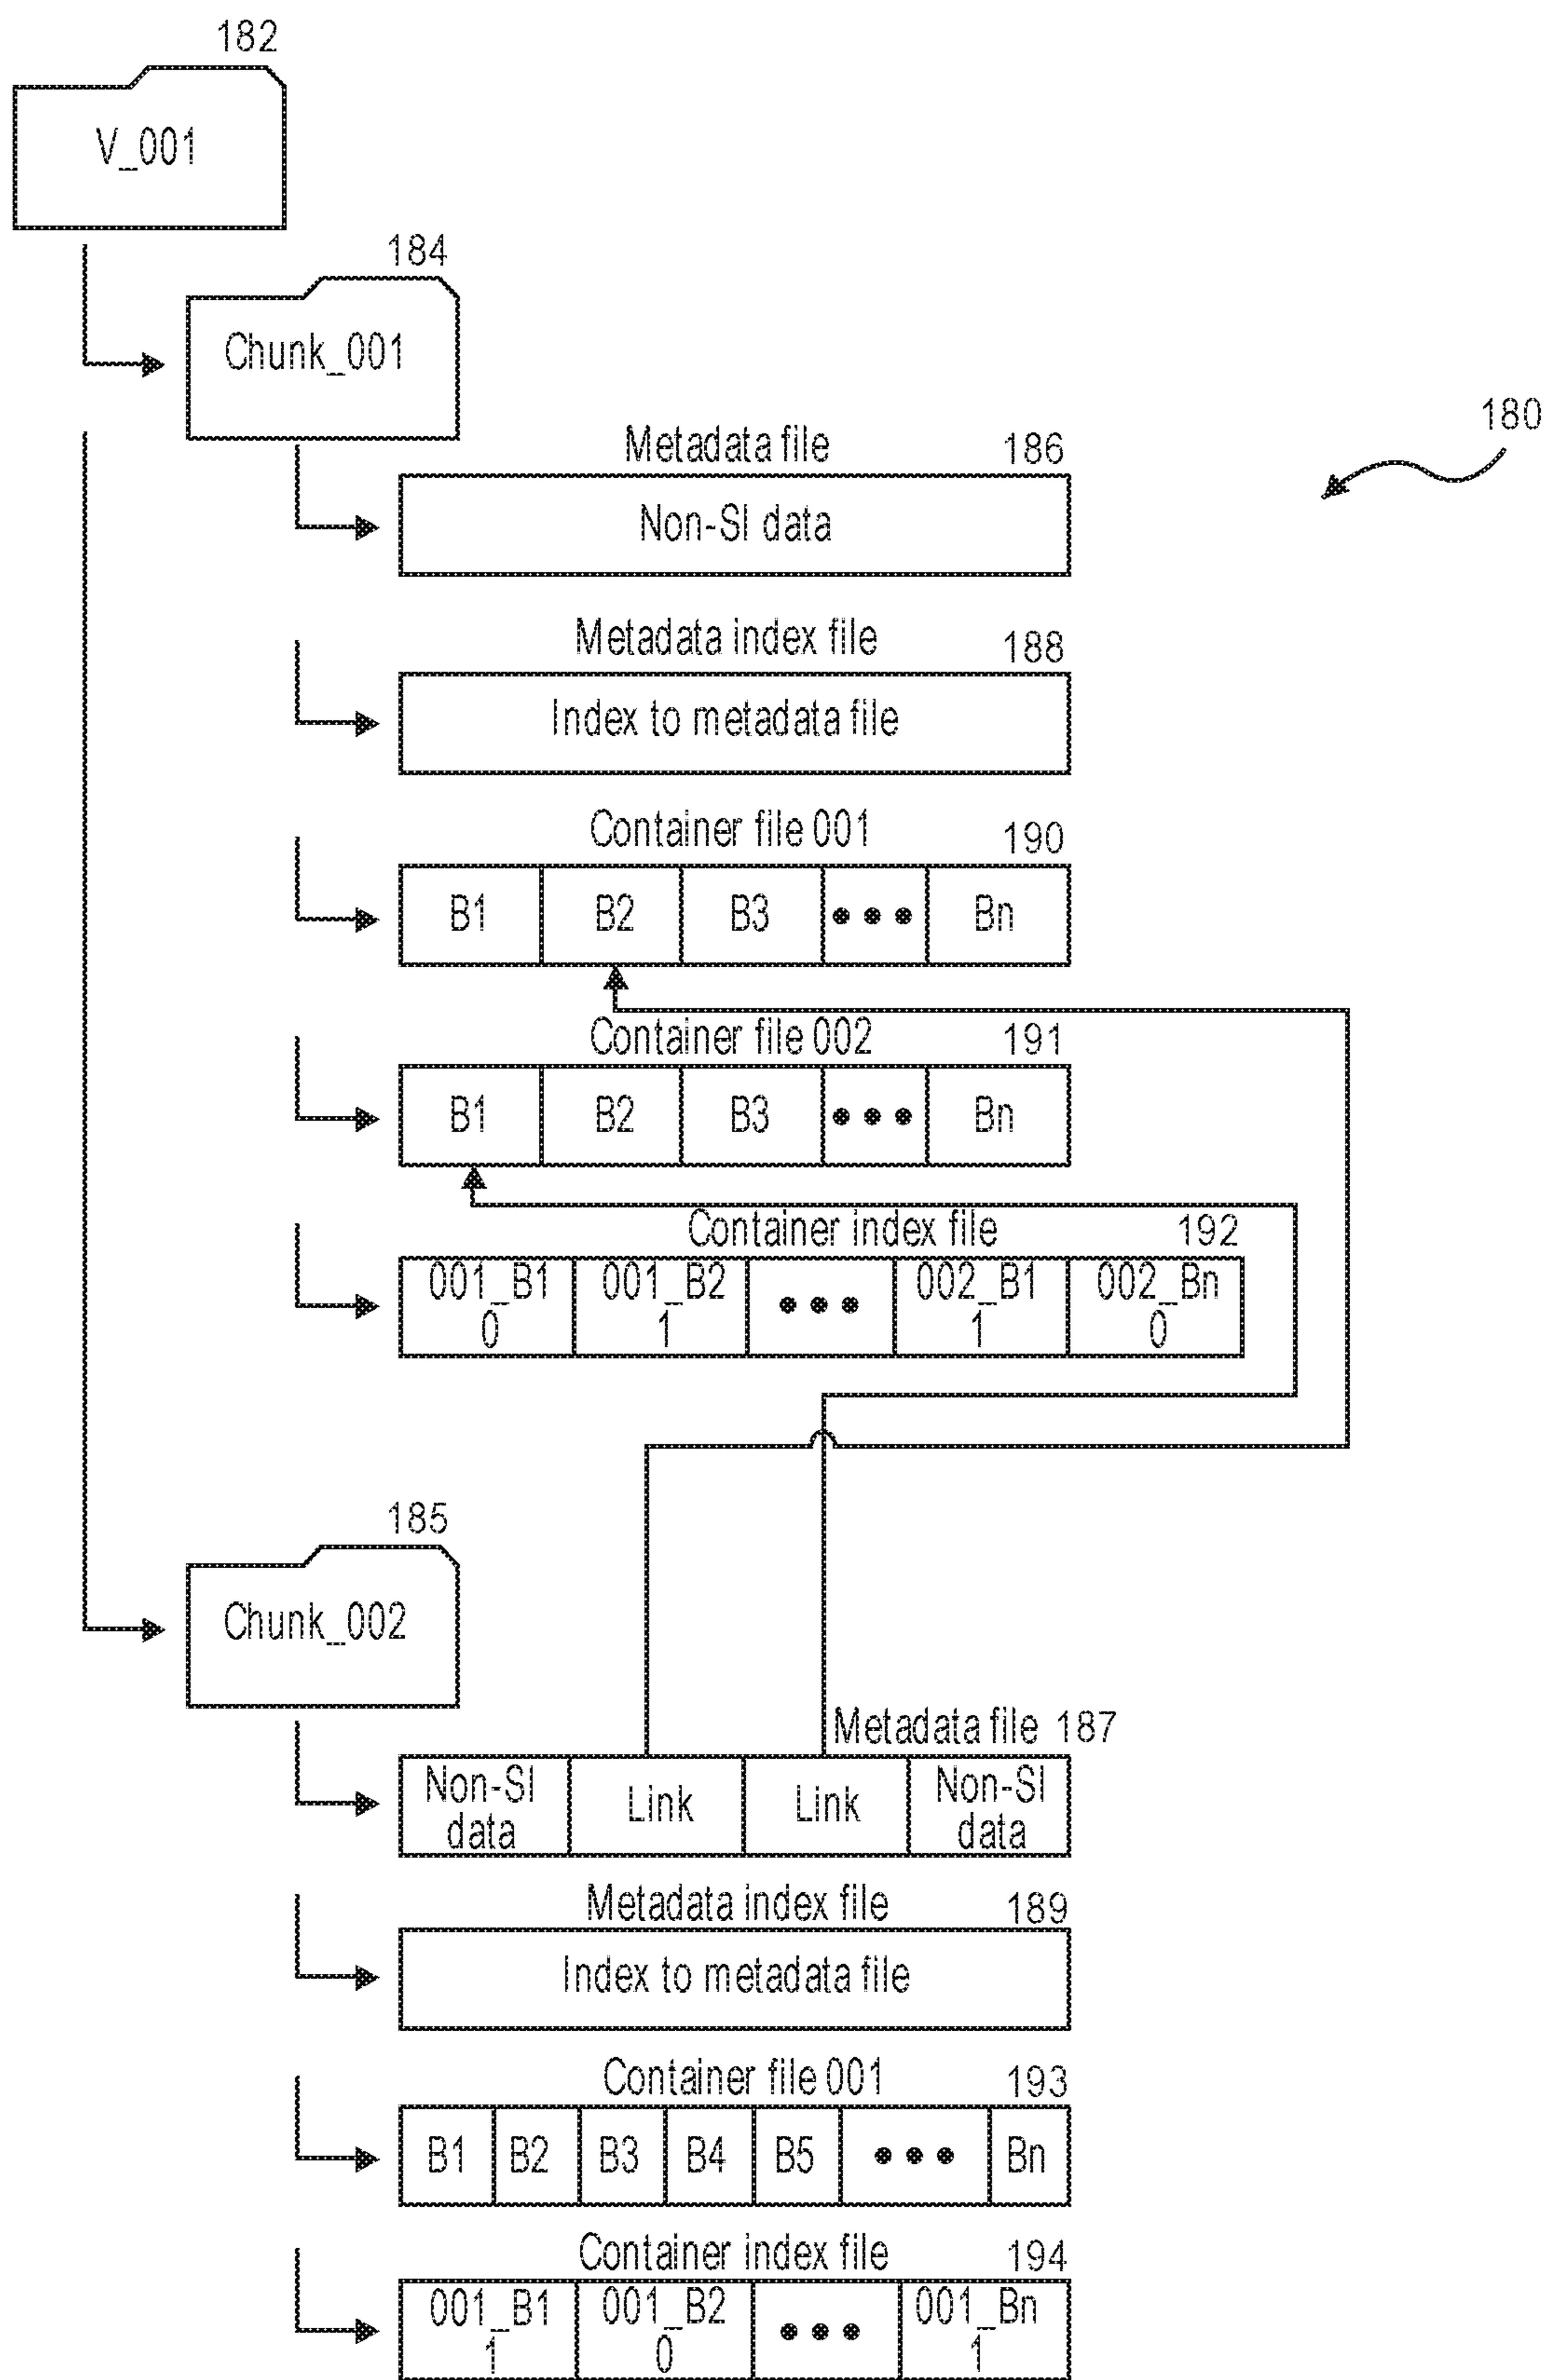 182
V_001
184
Chunk_001
180
Metadata file 186
Non-SI data
Metadata index file 188
Index to metadata file
Container file 001 190
B1 B2 B3 ●●● Bn
Container file 002 191
B1 B2 B3 ●●● Bn
Container index file 192
001_B1 001_B2 ●●● 002_B1 002_Bn
0 1 1 0
185
Chunk_002
Metadata file 187
Non-SI Link Link Non-SI
data data
Metadata index file 189
Index to metadata file
Container file 001 193
B1 B2 B3 B4 B5 ●●● Bn
Container index file 194
001_B1 001_B2 ●●● 001_Bn
1 0 1